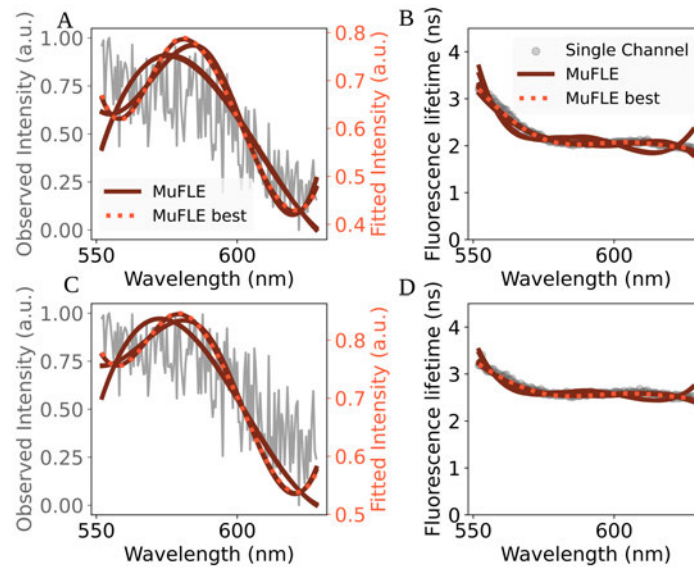 A
Observed Intensity (a.u.)
1.00
0.75
0.50
0.25
0.00
0.8
0.7
0.6
0.5
0.4
Fitted Intensity (a.u.)
MuFLE
MuFLE best
550
600
Wavelength (nm)
B
Fluorescence lifetime (ns)
4
3
2
1
0
Single Channel
MuFLE
MuFLE best
550
600
Wavelength (nm)
C
Observed Intensity (a.u.)
1.00
0.75
0.50
0.25
0.00
0.8
0.7
0.6
0.5
Fitted Intensity (a.u.)
550
600
Wavelength (nm)
D
Fluorescence lifetime (ns)
4
3
2
1
0
550
600
Wavelength (nm)